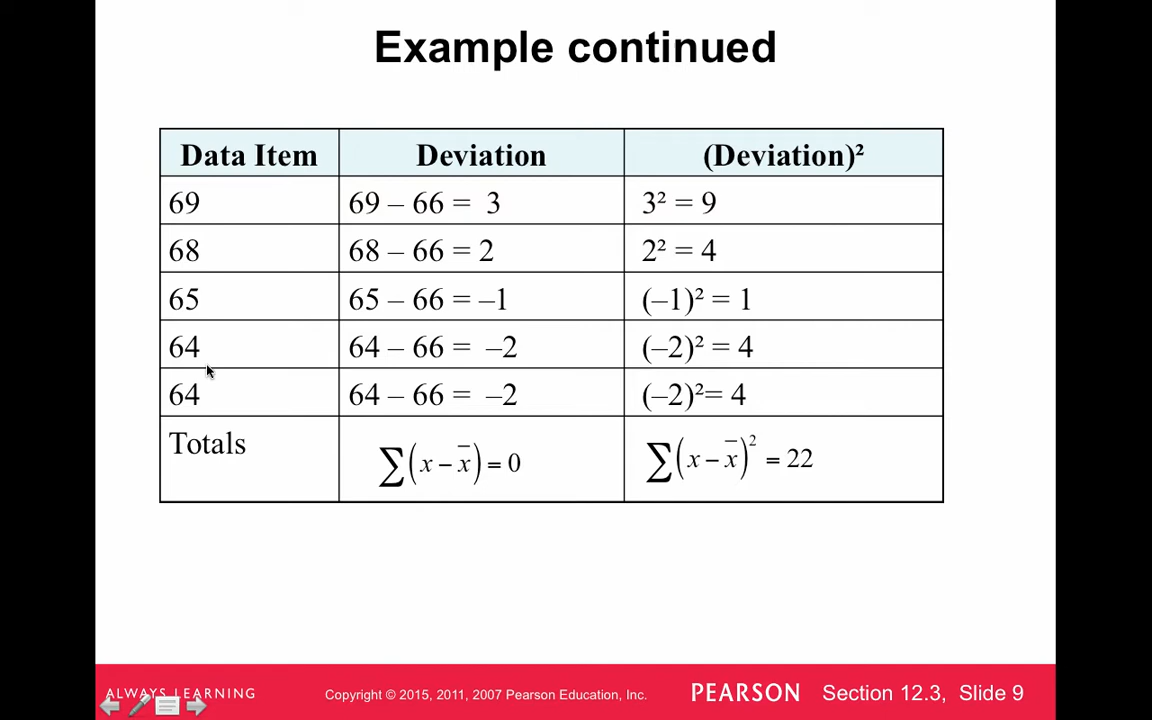 Example continued
Data Item Deviation (Deviation)²
69 69 – 66 = 3 3² = 9
68 68 – 66 = 2 2² = 4
65 65 – 66 = –1 (–1)² = 1
64 64 – 66 = –2 (–2)² = 4
64 64 – 66 = –2 (–2)²= 4
Totals ∑(x – x̄) = 0 ∑(x – x̄)² = 22
ALWAYS LEARNING Copyright © 2015, 2011, 2007 Pearson Education, Inc. PEARSON Section 12.3, Slide 9